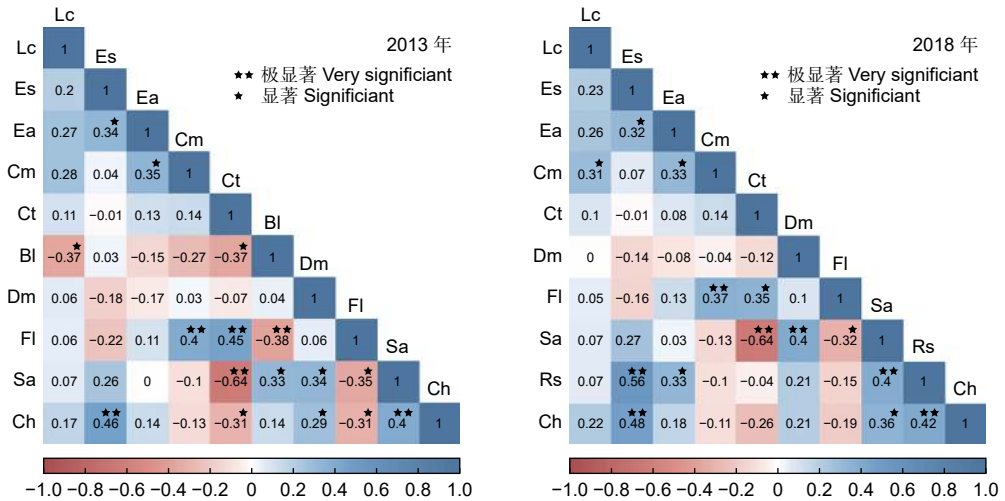 Lc
Lc 1 Es
2013 年
★★ 极显著 Very significiant
★ 显著 Significiant
Es 0.2 1 Ea
Ea 0.27 0.34★ 1 Cm
Cm 0.28 0.04 0.35★ 1 Ct
Ct 0.11 −0.01 0.13 0.14 1 Bl
Bl −0.37★ 0.03 −0.15 −0.27 −0.37★ 1 Dm
Dm 0.06 −0.18 −0.17 0.03 −0.07 0.04 1 Fl
Fl 0.06 −0.22 0.11 0.4★★ 0.45★★ −0.38★★ 0.06 1 Sa
Sa 0.07 0.26 0 −0.1 −0.64★★ 0.33★ 0.34★ −0.35★ 1 Ch
Ch 0.17 0.46★★ 0.14 −0.13 −0.31★ 0.14 0.29★ −0.31★ 0.4★★ 1
−1.0 −0.8 −0.6 −0.4 −0.2 0 0.2 0.4 0.6 0.8 1.0
Lc
Lc 1 Es
2018 年
★★ 极显著 Very significiant
★ 显著 Significiant
Es 0.23 1 Ea
Ea 0.26 0.32★ 1 Cm
Cm 0.31★ 0.07 0.33★ 1 Ct
Ct 0.1 −0.01 0.08 0.14 1 Dm
Dm 0 −0.14 −0.08 −0.04 −0.12 1 Fl
Fl 0.05 −0.16 0.13 0.37★★ 0.35★ 0.1 1 Sa
Sa 0.07 0.27 0.03 −0.13 −0.64★★ 0.4★★ −0.32★ 1 Rs
Rs 0.07 0.56★★ 0.33★ −0.1 −0.04 0.21 −0.15 0.4★★ 1 Ch
Ch 0.22 0.48★★ 0.18 −0.11 −0.26 0.21 −0.19 0.36★ 0.42★★ 1
−1.0 −0.8 −0.6 −0.4 −0.2 0 0.2 0.4 0.6 0.8 1.0